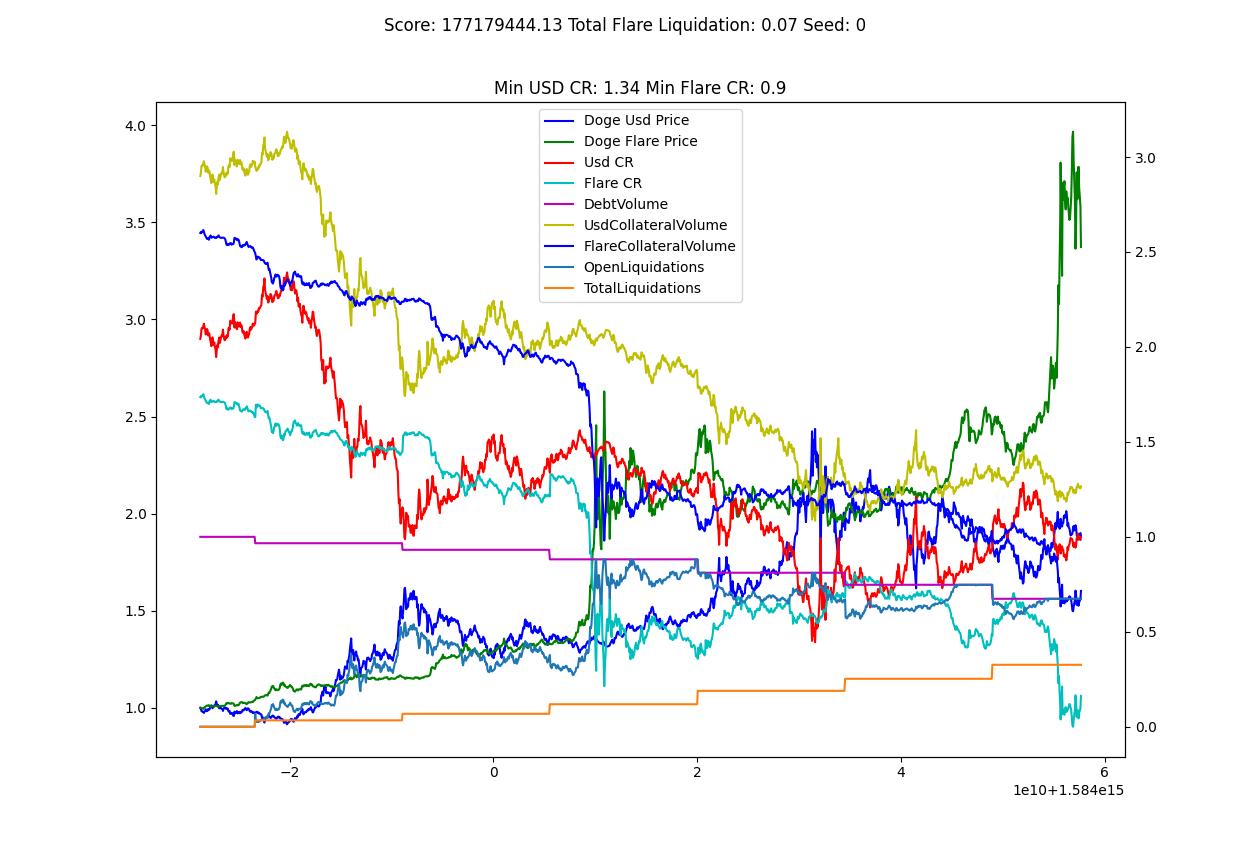 Score: 177179444.13 Total Flare Liquidation: 0.07 Seed: 0
Min USD CR: 1.34 Min Flare CR: 0.9
Doge Usd Price
Doge Flare Price
Usd CR
Flare CR
DebtVolume
UsdCollateralVolume
FlareCollateralVolume
OpenLiquidations
TotalLiquidations
4.0
3.5
3.0
2.5
2.0
1.5
1.0
3.0
2.5
2.0
1.5
1.0
0.5
0.0
−2
0
2
4
6
1e10+1.584e15